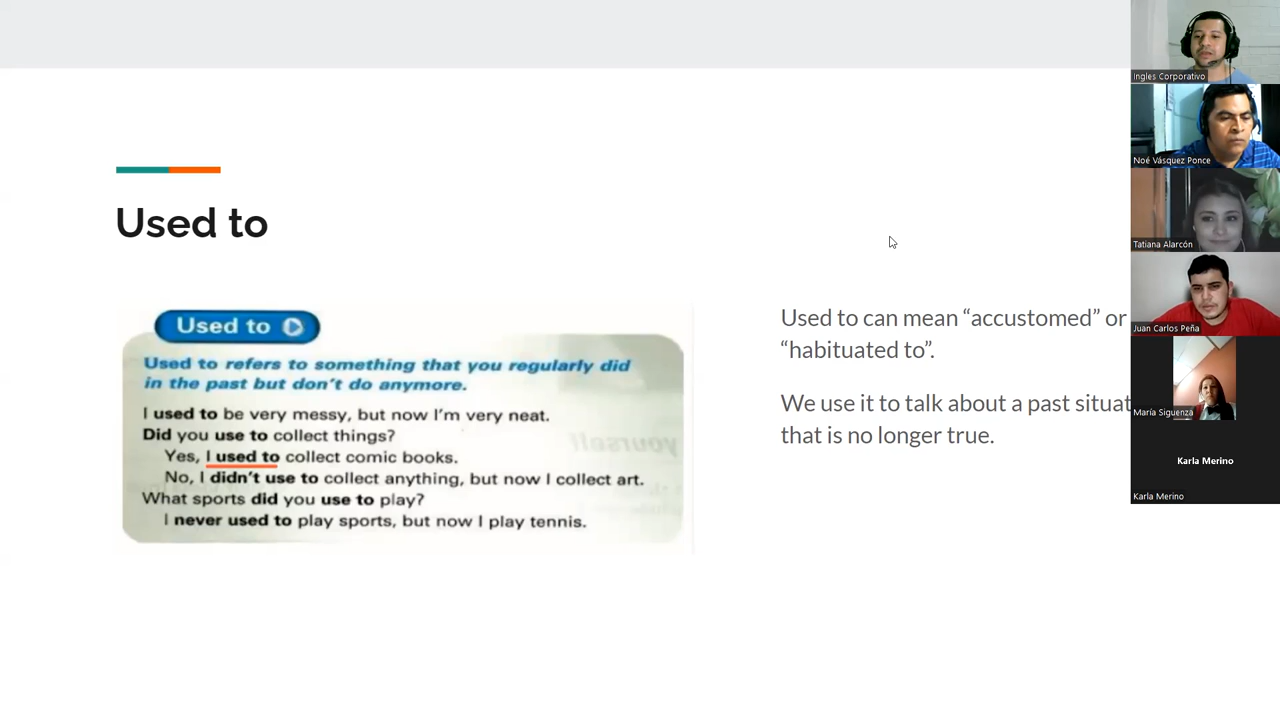 Used to
Used to
Used to refers to something that you regularly did
in the past but don't do anymore.
I used to be very messy, but now I'm very neat.
Did you use to collect things?
Yes, I used to collect comic books.
No, I didn't use to collect anything, but now I collect art.
What sports did you use to play?
I never used to play sports, but now I play tennis.
Used to can mean “accustomed” or
“habituated to”.
We use it to talk about a past
that is no longer true.
Ingles Corporativo
Noé Vásquez Ponce
Tatiana Alarcón
Juan Carlos Peña
María Siguenza
Karla Merino
Karla Merino